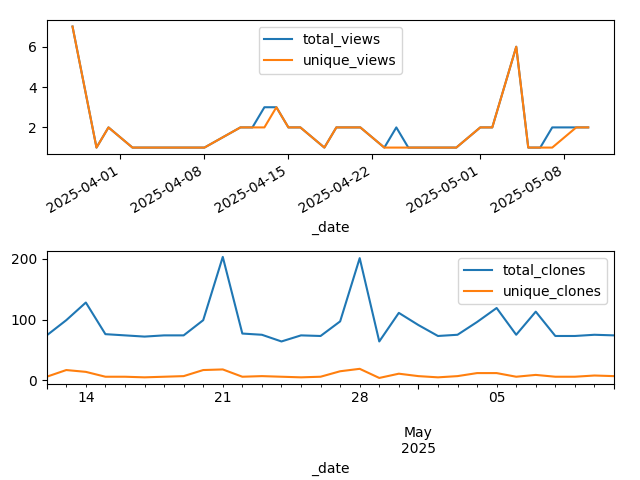 total_views
unique_views
6
4
2
2025-04-01
2025-04-08
2025-04-15
2025-04-22
2025-05-01
2025-05-08
_date
total_clones
unique_clones
200
100
0
14
21
28
05
May
2025
_date